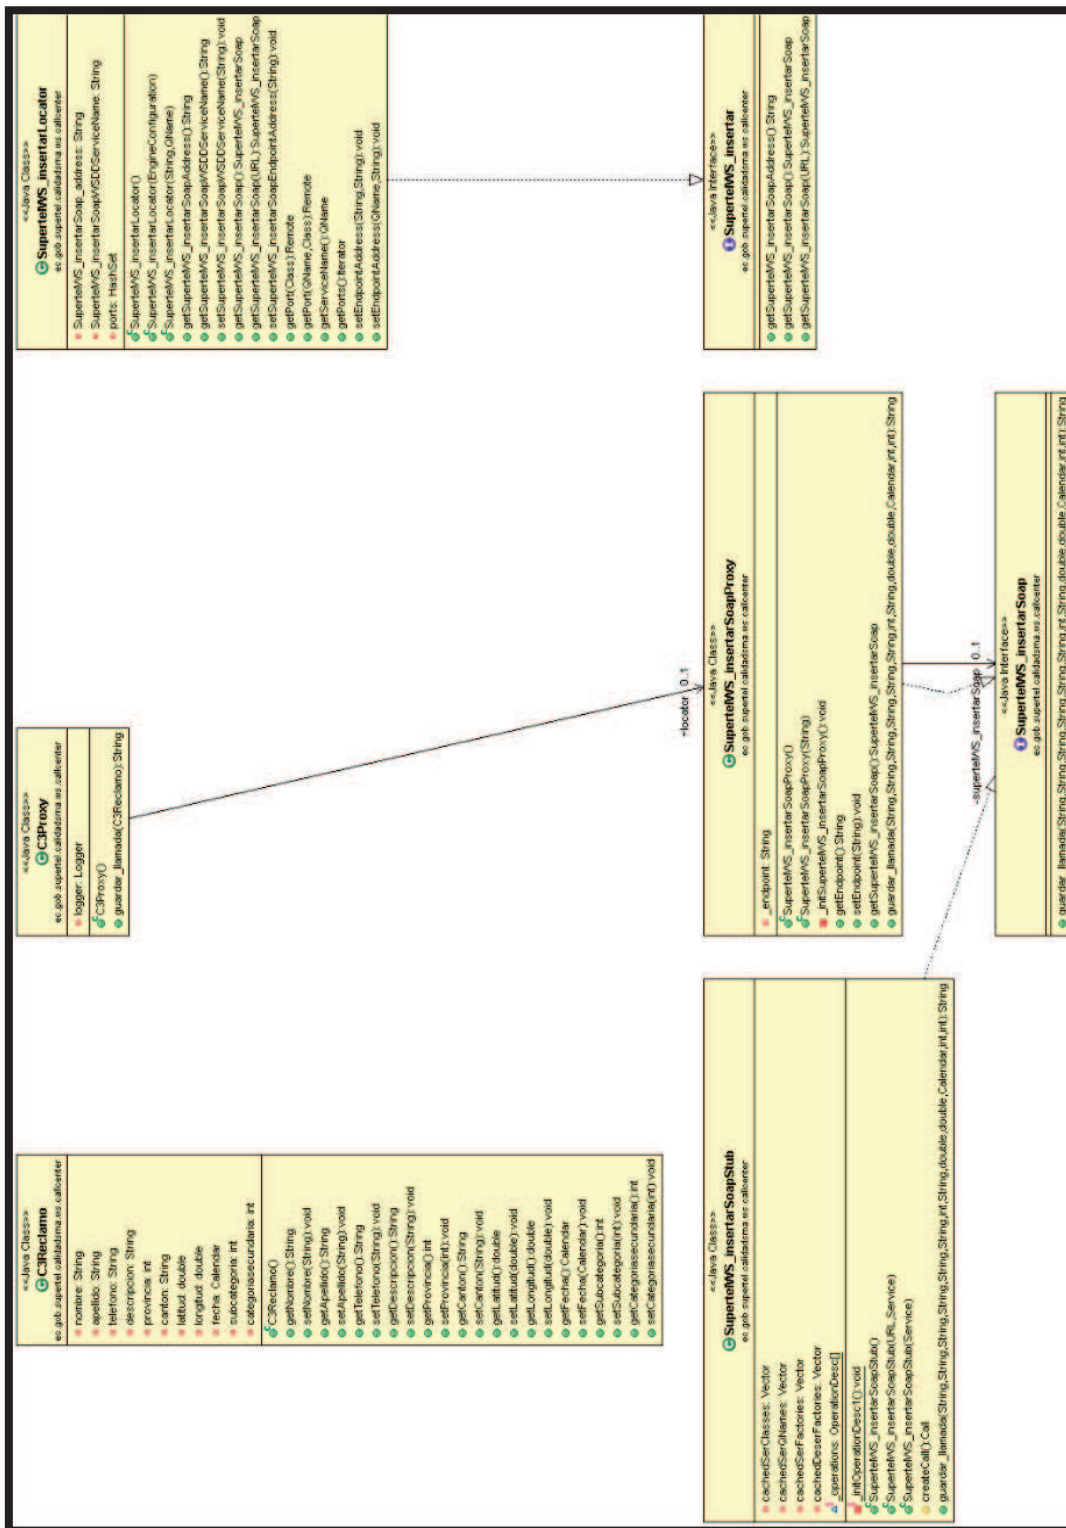 <<Java Class>>
C3Reclamo
ec.gob.supertel.calidadsma.ws.callcenter
nombre: String
apellido: String
telefono: String
descripcion: String
provincia: int
canton: String
latitud: double
longitud: double
fecha: Calendar
subcategoria: int
categoriasecundaria: int
C3Reclamo()
getNombre():String
setNombre(String):void
getApellido():String
setApellido(String):void
getTelefono():String
setTelefono(String):void
getDescripcion():String
setDescripcion(String):void
getProvincia():int
setProvincia(int):void
getCanton():String
setCanton(String):void
getLatitud():double
setLatitud(double):void
getLongitud():double
setLongitud(double):void
getFecha():Calendar
setFecha(Calendar):void
getSubcategoria():int
setSubcategoria(int):void
getCategoriasecundaria():int
setCategoriasecundaria(int):void
<<Java Class>>
C3Proxy
ec.gob.supertel.calidadsma.ws.callcenter
logger: Logger
C3Proxy()
guardar_llamada(C3Reclamo):String
<<Java Class>>
SupertelWS_insertarLocator
ec.gob.supertel.calidadsma.ws.callcenter
SupertelWS_insertarSoap_address: String
SupertelWS_insertarSoapWSDDServiceName: String
ports: HashSet
SupertelWS_insertarLocator()
SupertelWS_insertarLocator(EngineConfiguration)
SupertelWS_insertarLocator(String,QName)
getSupertelWS_insertarSoapAddress():String
getSupertelWS_insertarSoapWSDDServiceName():String
setSupertelWS_insertarSoapWSDDServiceName(String):void
getSupertelWS_insertarSoap():SupertelWS_insertarSoap
getSupertelWS_insertarSoap(URL):SupertelWS_insertarSoap
setSupertelWS_insertarSoapEndpointAddress(String):void
getPort(Class):Remote
getPort(QName,Class):Remote
getServiceName():QName
getPorts():Iterator
setEndpointAddress(String,String):void
setEndpointAddress(QName,String):void
<<Java Class>>
SupertelWS_insertarSoapStub
ec.gob.supertel.calidadsma.ws.callcenter
cachedSerClasses: Vector
cachedSerQNames: Vector
cachedSerFactories: Vector
cachedDeserFactories: Vector
_operations: OperationDesc[]
_initOperationDesc1():void
SupertelWS_insertarSoapStub()
SupertelWS_insertarSoapStub(URL,Service)
SupertelWS_insertarSoapStub(Service)
createCall():Call
guardar_llamada(String,String,String,String,int,String,double,double,Calendar,int,int):String
~locator 0..1
<<Java Class>>
SupertelWS_insertarSoapProxy
ec.gob.supertel.calidadsma.ws.callcenter
_endpoint: String
SupertelWS_insertarSoapProxy()
SupertelWS_insertarSoapProxy(String)
_initSupertelWS_insertarSoapProxy():void
getEndpoint():String
setEndpoint(String):void
getSupertelWS_insertarSoap():SupertelWS_insertarSoap
guardar_llamada(String,String,String,String,int,String,double,double,Calendar,int,int):String
<<Java Interface>>
SupertelWS_insertar
ec.gob.supertel.calidadsma.ws.callcenter
getSupertelWS_insertarSoapAddress():String
getSupertelWS_insertarSoap():SupertelWS_insertarSoap
getSupertelWS_insertarSoap(URL):SupertelWS_insertarSoap
-supertelWS_insertarSoap 0..1
<<Java Interface>>
SupertelWS_insertarSoap
ec.gob.supertel.calidadsma.ws.callcenter
guardar_llamada(String,String,String,String,int,String,double,double,Calendar,int,int):String